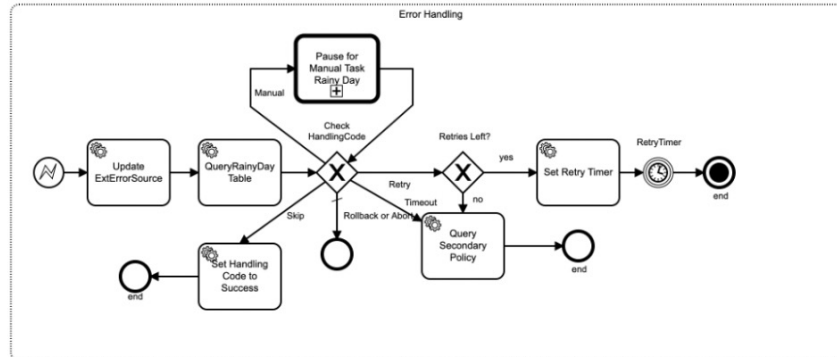 Error Handling
Pause for
Manual Task
Rainy Day
Manual
Check
HandlingCode
Retries Left?
Update
ExtErrorSource
QueryRainyDay
Table
Retry
yes
Set Retry Timer
RetryTimer
end
Timeout
no
Skip
Rollback or Abort
Query
Secondary
Policy
end
Set Handling
Code to
Success
end